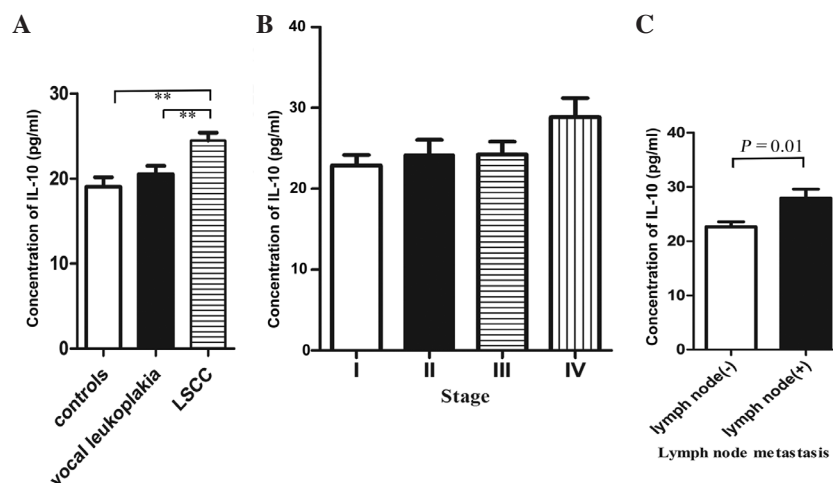 A
Concentration of IL-10 (pg/ml)
30
20
10
0
**
**
controls
vocal leukoplakia
LSCC
B
Concentration of IL-10 (pg/ml)
40
30
20
10
0
I
II
III
IV
Stage
C
Concentration of IL-10 (pg/ml)
40
30
20
10
0
P = 0.01
lymph node(-)
lymph node(+)
Lymph node metastasis